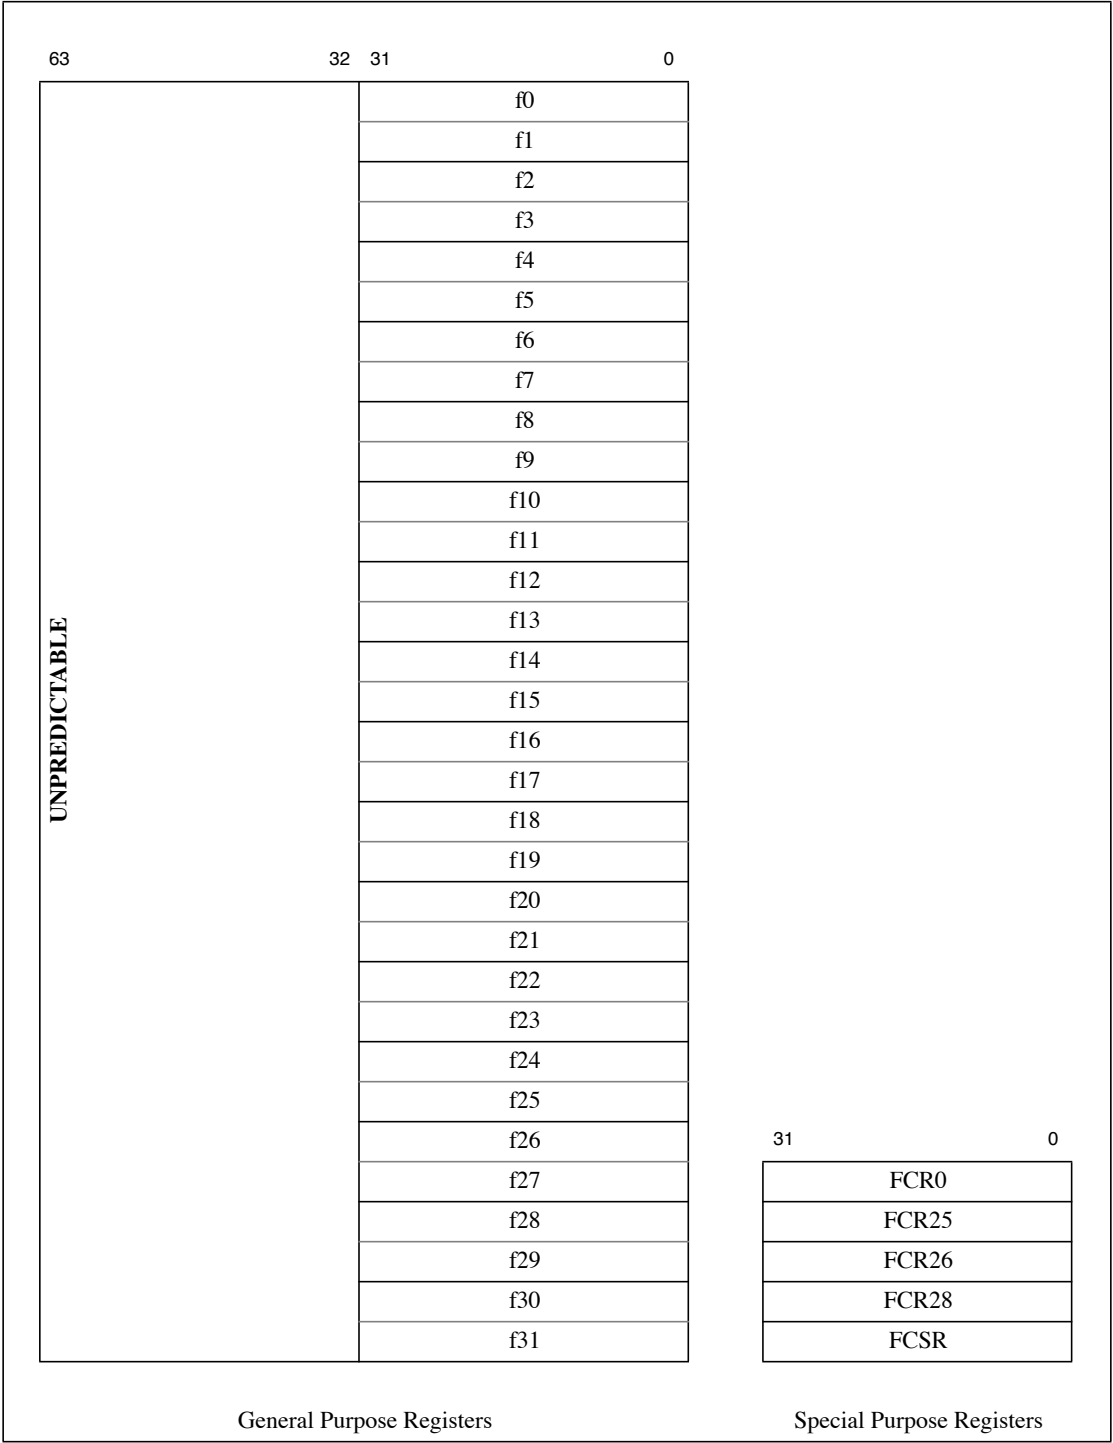 63 32 31 0
f0
f1
f2
f3
f4
f5
f6
f7
f8
f9
f10
f11
f12
f13
f14
f15
f16
f17
f18
f19
f20
f21
f22
f23
f24
f25
f26
f27
f28
f29
f30
f31
UNPREDICTABLE
31 0
FCR0
FCR25
FCR26
FCR28
FCSR
General Purpose Registers
Special Purpose Registers